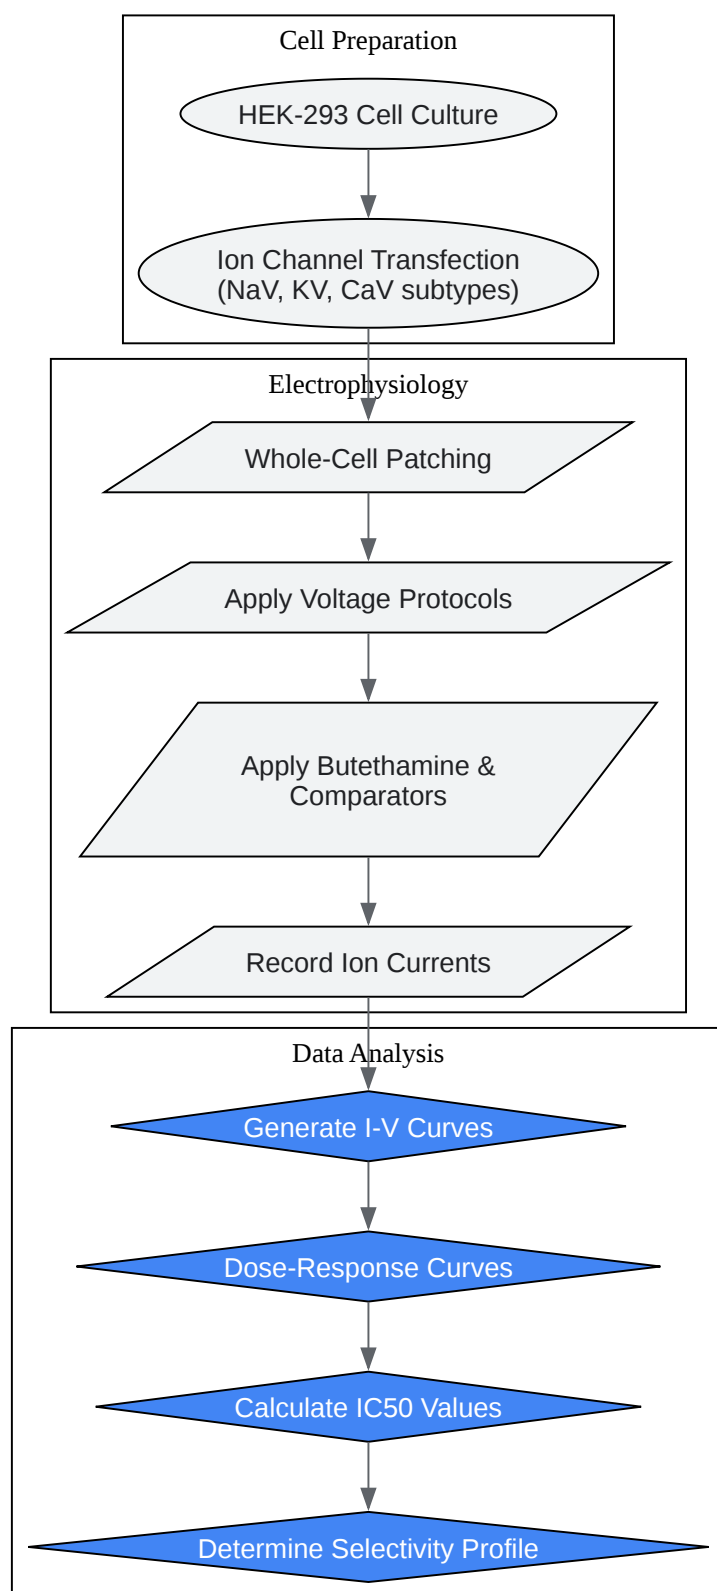 Cell Preparation
HEK-293 Cell Culture
Ion Channel Transfection
(NaV, KV, CaV subtypes)
Electrophysiology
Whole-Cell Patching
Apply Voltage Protocols
Apply Butethamine &
Comparators
Record Ion Currents
Data Analysis
Generate I-V Curves
Dose-Response Curves
Calculate IC50 Values
Determine Selectivity Profile